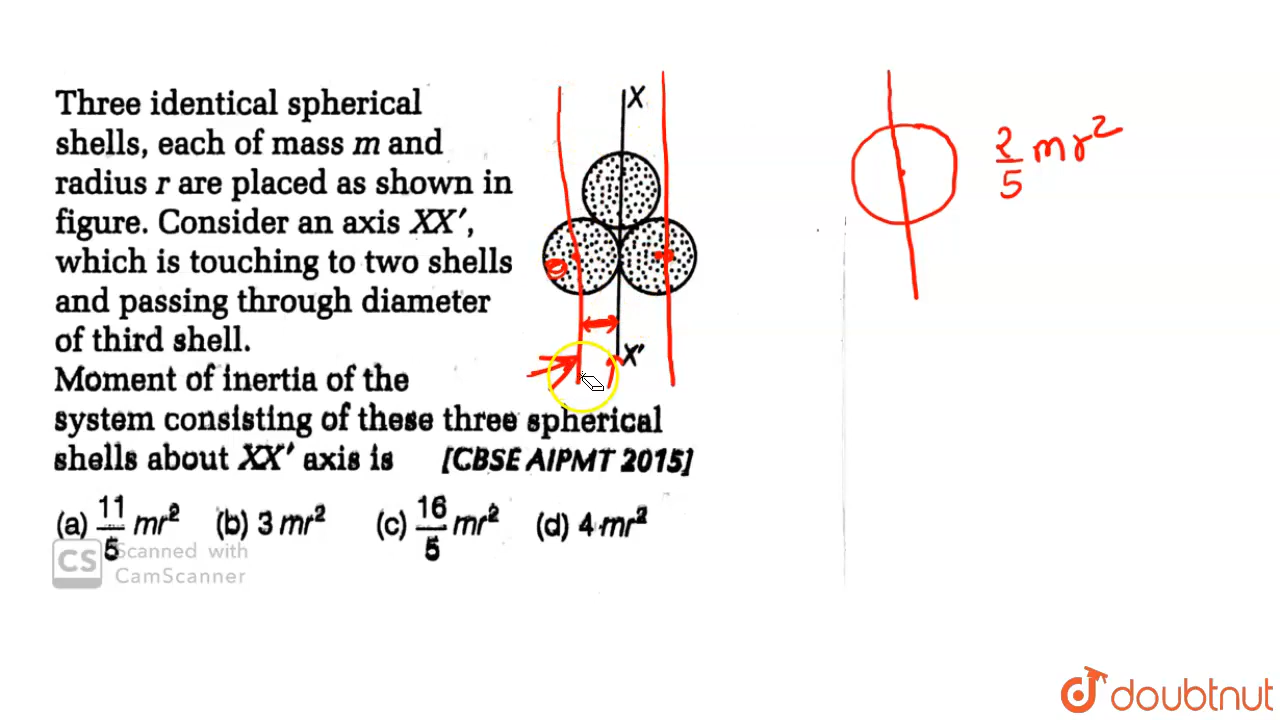 Three identical spherical
shells, each of mass m and
radius r are placed as shown in
figure. Consider an axis XX′,
which is touching to two shells
and passing through diameter
of third shell.
Moment of inertia of the
system consisting of these three spherical
shells about XX′ axis is [CBSE AIPMT 2015]
(a) 11/5 mr² (b) 3 mr² (c) 16/5 mr² (d) 4 mr²
X
X′
2/5 mr²
CS Scanned with
CamScanner
doubtnut